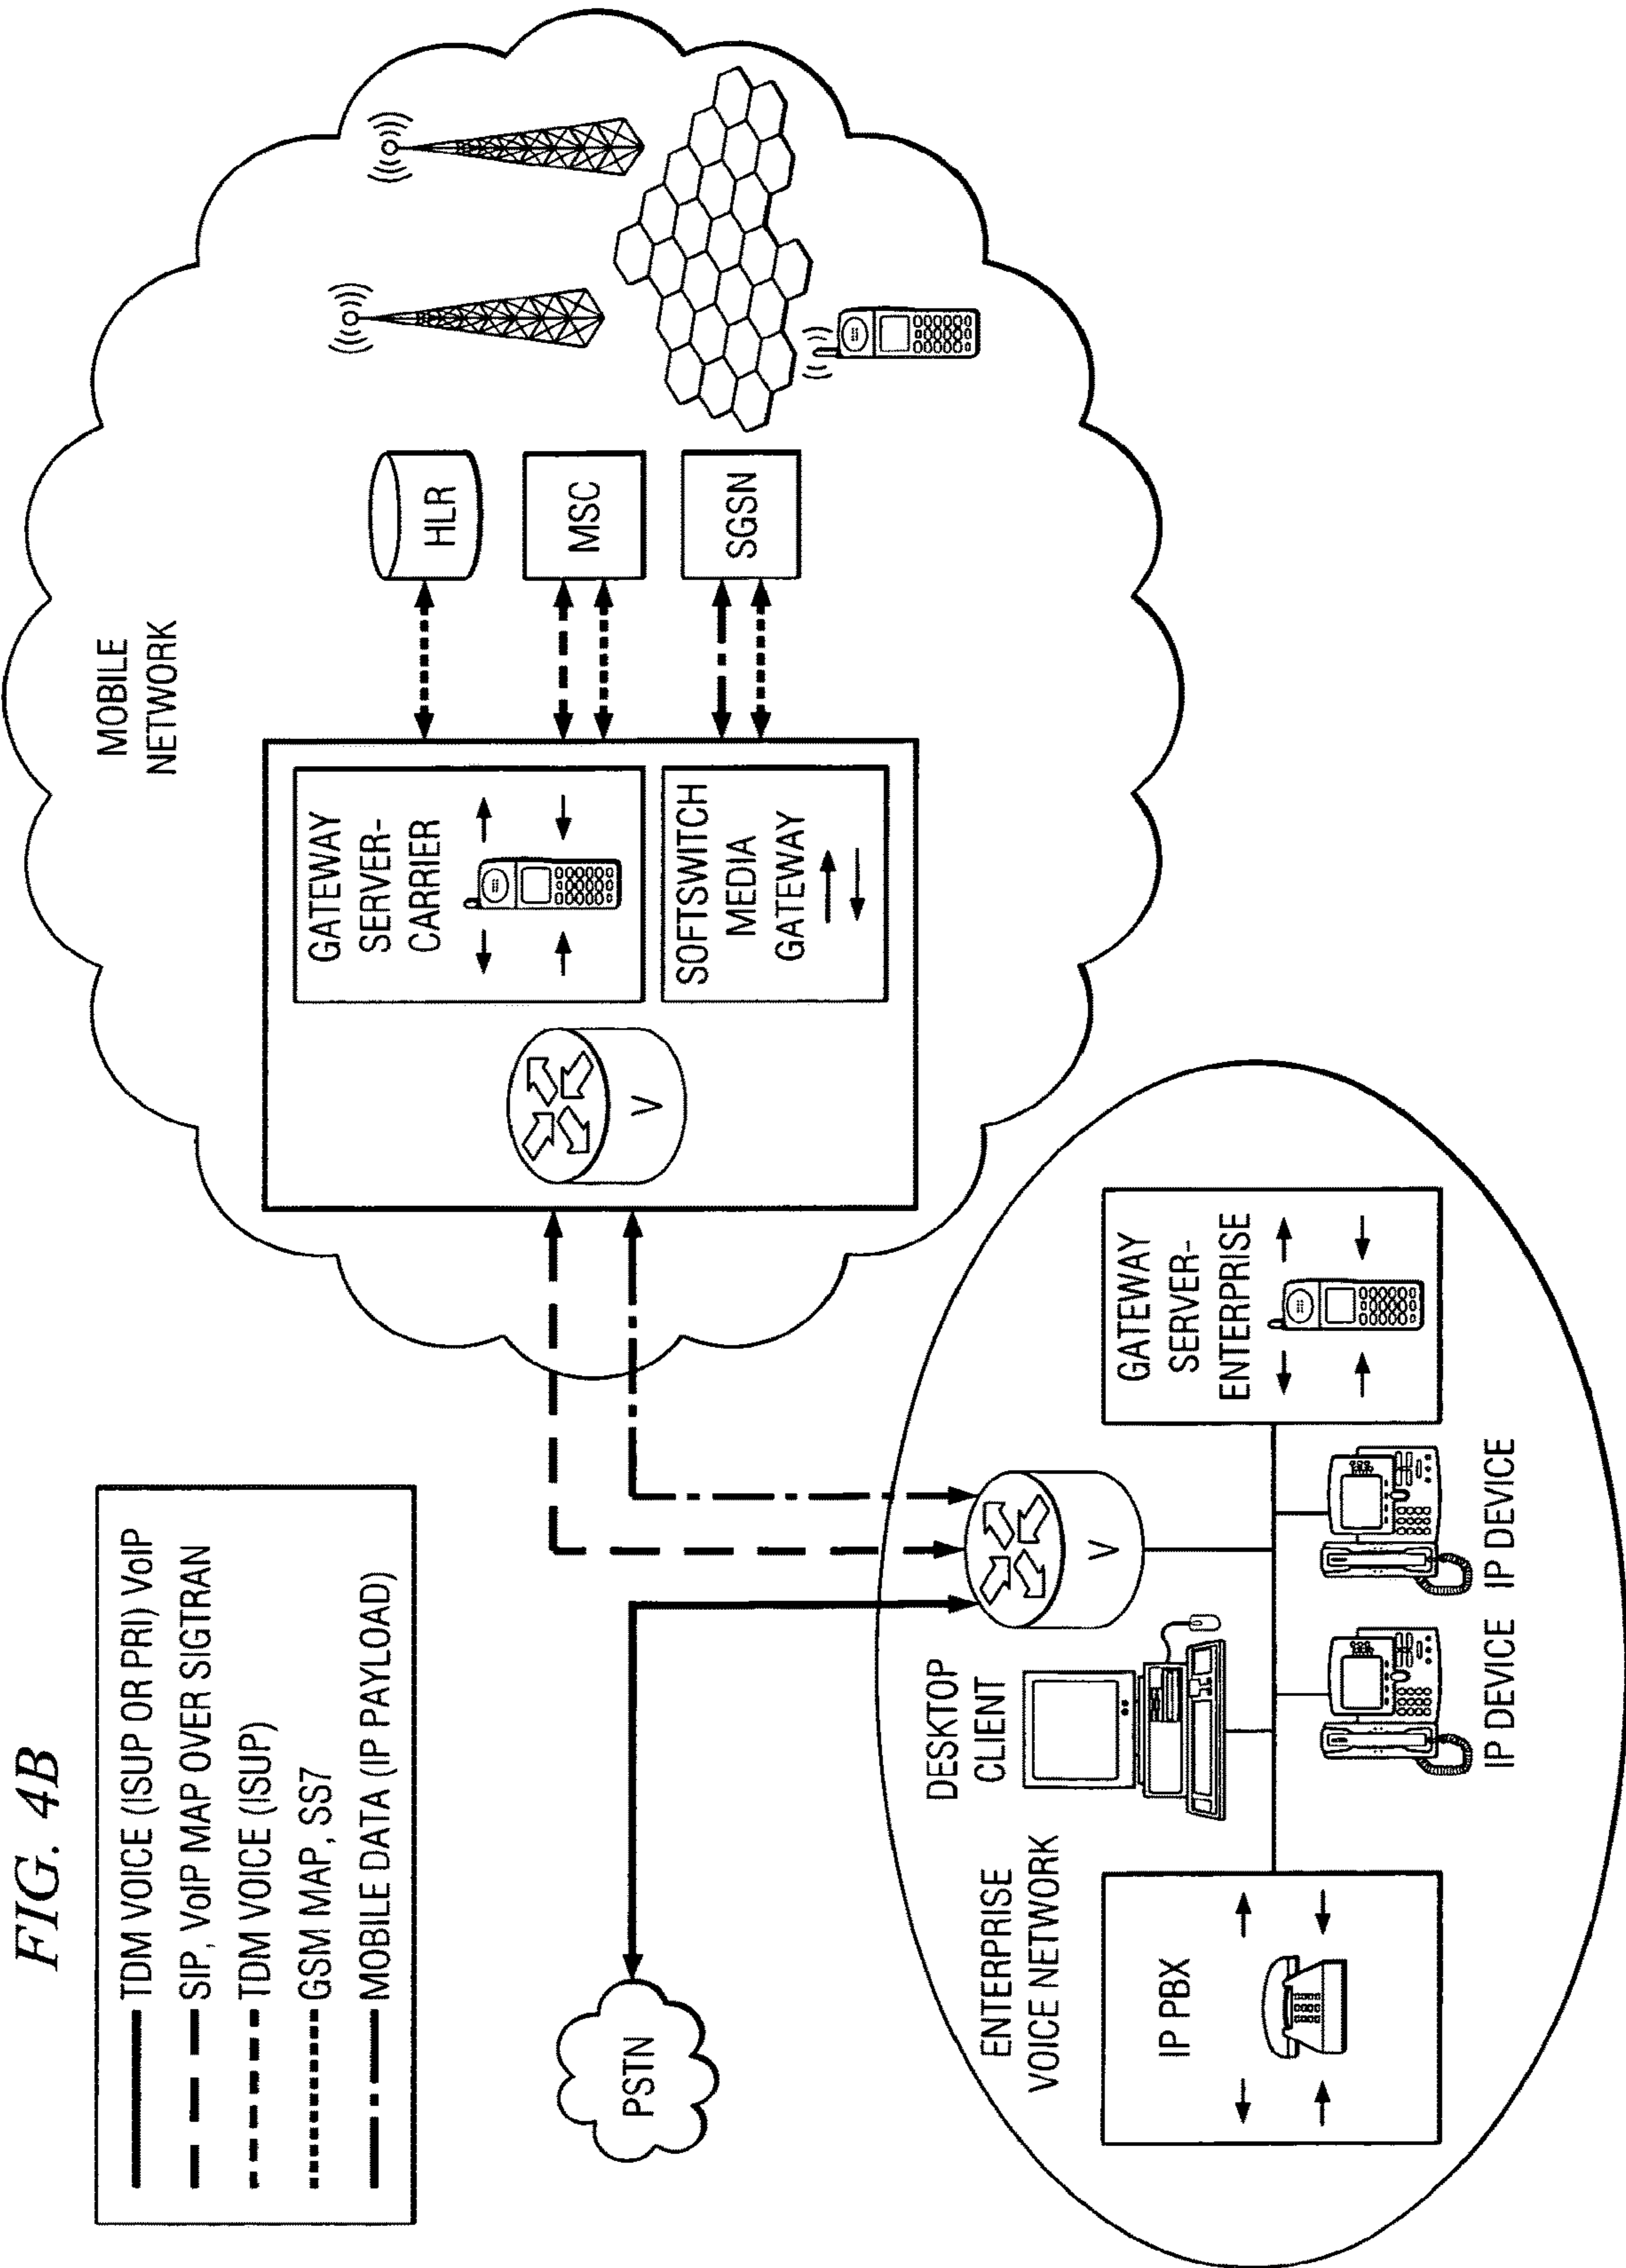 FIG. 4B
TDM VOICE (ISUP OR PRI) VoIP
SIP, VoIP MAP OVER SIGTRAN
TDM VOICE (ISUP)
GSM MAP, SS7
MOBILE DATA (IP PAYLOAD)
MOBILE
NETWORK
GATEWAY
SERVER-
CARRIER
SOFTSWITCH
MEDIA
GATEWAY
V
HLR
MSC
SGSN
PSTN
ENTERPRISE
VOICE NETWORK
DESKTOP
CLIENT
V
IP PBX
GATEWAY
SERVER-
ENTERPRISE
IP DEVICE
IP DEVICE